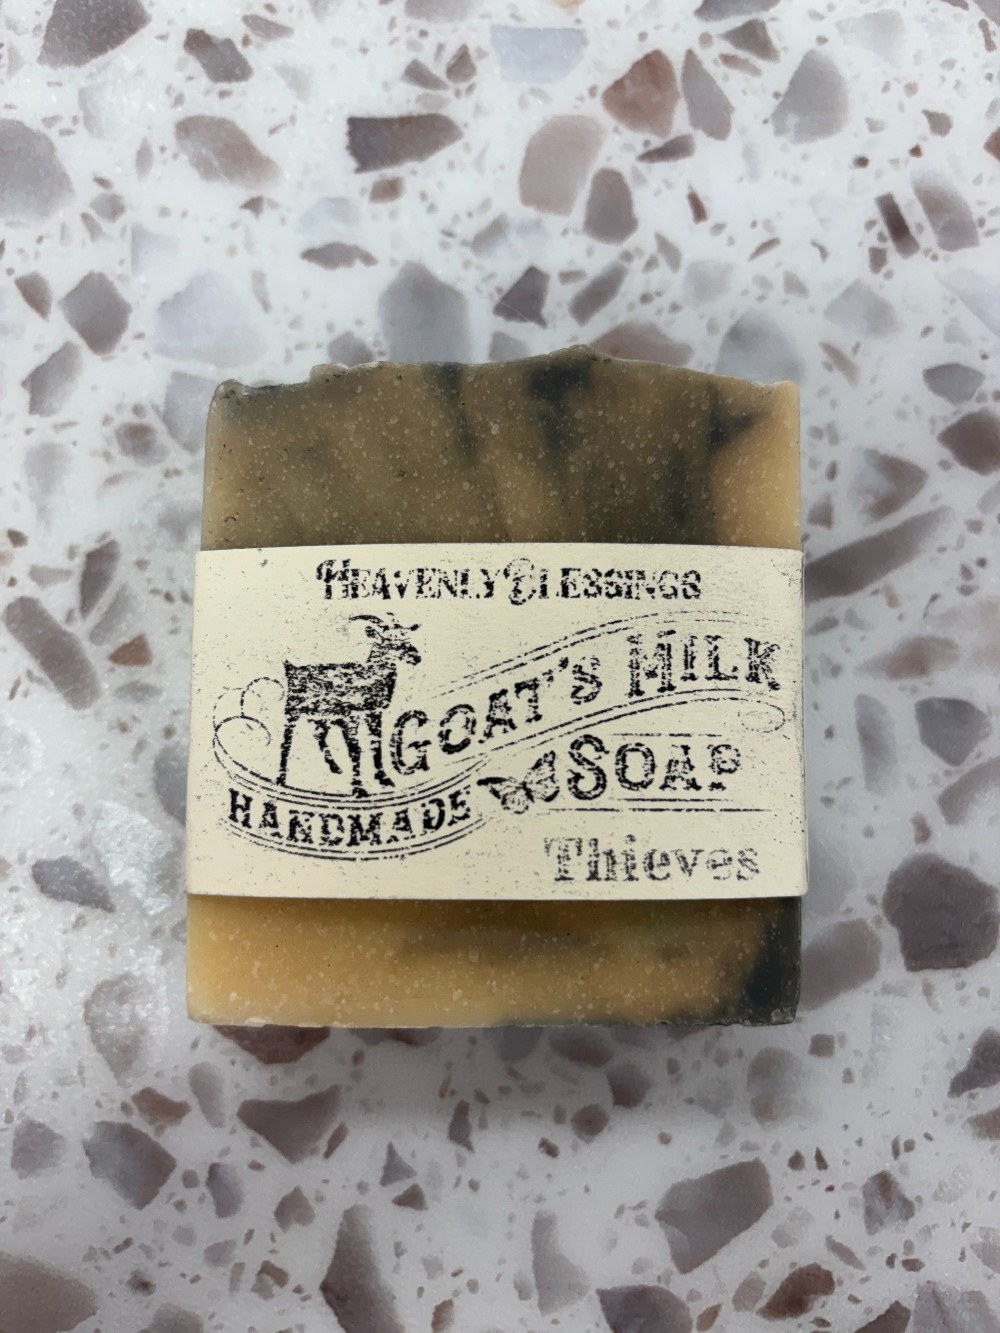 Heavenly Blessings
Goat's Milk
Soap
Handmade
Thieves